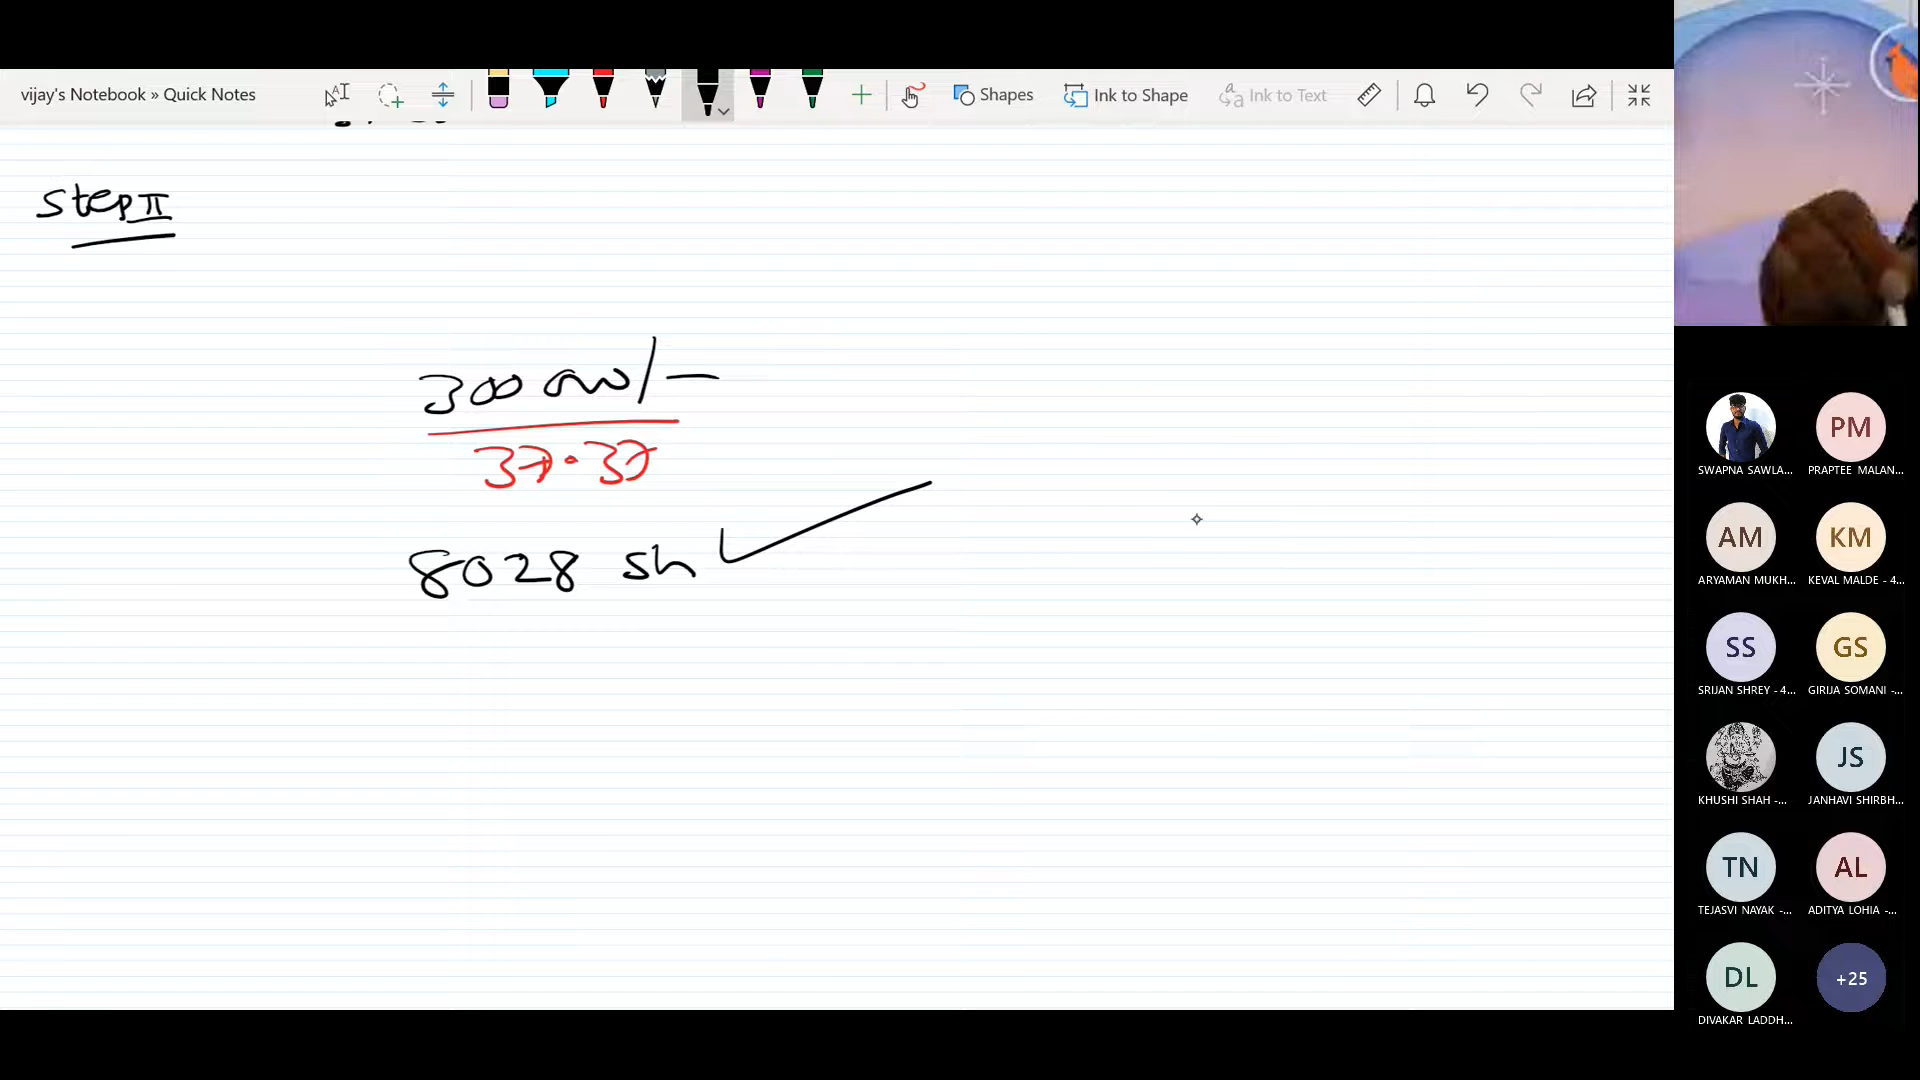 vijay's Notebook » Quick Notes
Shapes
Ink to Shape
Ink to Text
Step II
300000/-
37.37
8028 sh
SWAPNA SAWLA...
PM
PRAPTEE MALAN...
AM
ARYAMAN MUKH...
KM
KEVAL MALDE - 4...
SS
SRIJAN SHREY - 4...
GS
GIRIJA SOMANI -...
KHUSHI SHAH -...
JS
JANHAVI SHIRBH...
TN
TEJASVI NAYAK -...
AL
ADITYA LOHIA -...
DL
DIVAKAR LADDH...
+25